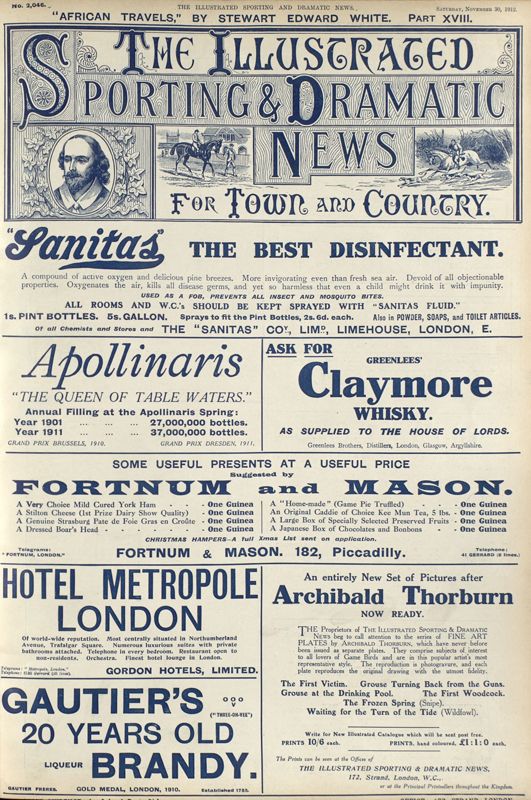 No. 2,046. THE ILLUSTRATED SPORTING AND DRAMATIC NEWS, SATURDAY, NOVEMBER 30, 1912.
"AFRICAN TRAVELS," BY STEWART EDWARD WHITE. PART XVIII.
THE ILLUSTRATED
SPORTING & DRAMATIC
NEWS
FOR TOWN AND COUNTRY.
"Sanitas" THE BEST DISINFECTANT.
A compound of active oxygen and delicious pine breezes. More invigorating even than fresh sea air. Devoid of all objectionable
properties. Oxygenates the air, kills all disease germs, and yet so harmless that even a child might drink it with impunity.
USED AS A FOB, PREVENTS ALL INSECT AND MOSQUITO BITES.
ALL ROOMS AND W.C.'s SHOULD BE KEPT SPRAYED WITH "SANITAS FLUID."
1s. PINT BOTTLES. 5s. GALLON. Sprays to fit the Pint Bottles, 2s. 6d. each. Also in POWDER, SOAPS, and TOILET ARTICLES.
Of all Chemists and Stores and THE "SANITAS" COY., LIMD., LIMEHOUSE, LONDON, E.
Apollinaris
"THE QUEEN OF TABLE WATERS."
Annual Filling at the Apollinaris Spring:
Year 1901 ... ... ... 27,000,000 bottles.
Year 1911 ... ... ... 37,000,000 bottles.
GRAND PRIX BRUSSELS, 1910. GRAND PRIX DRESDEN, 1911.
ASK FOR
GREENLEES'
Claymore
WHISKY.
AS SUPPLIED TO THE HOUSE OF LORDS.
Greenlees Brothers, Distillers, London, Glasgow, Argyllshire.
SOME USEFUL PRESENTS AT A USEFUL PRICE
Suggested by
FORTNUM and MASON.
A Very Choice Mild Cured York Ham - - - One Guinea
A Stilton Cheese (1st Prize Dairy Show Quality) - One Guinea
A Genuine Strasburg Pate de Foie Gras en Croûte - One Guinea
A Dressed Boar's Head - - - - One Guinea
A "Home-made" (Game Pie Truffled) - - - One Guinea
An Original Caddie of Choice Kee Mun Tea, 5 lbs. - One Guinea
A Large Box of Specially Selected Preserved Fruits - One Guinea
A Japanese Box of Chocolates and Bonbons - One Guinea
CHRISTMAS HAMPERS—A full Xmas List sent on application.
Telegrams:
"FORTNUM, LONDON."
FORTNUM & MASON. 182, Piccadilly.
Telephone:
41 GERRARD (5 lines.)
HOTEL METROPOLE
LONDON
Of world-wide reputation. Most centrally situated in Northumberland
Avenue, Trafalgar Square. Numerous luxurious suites with private
bathrooms attached. Telephone in every bedroom. Restaurant open to
non-residents. Orchestra. Finest hotel lounge in London.
Telegrams: "Metropole, London."
GORDON HOTELS, LIMITED.
GAUTIER'S
("THREE-OH-VEE")
20 YEARS OLD
LIQUEUR BRANDY.
GAUTIER FRERES. GOLD MEDAL, LONDON, 1910. Established 1755.
An entirely New Set of Pictures after
Archibald Thorburn
NOW READY.
THE Proprietors of THE ILLUSTRATED SPORTING & DRAMATIC
NEWS beg to call attention to the series of FINE ART
PLATES by ARCHIBALD THORBURN, which have never before
been issued as separate plates. They comprise subjects of interest
to all lovers of Game Birds and are in this popular artist's most
representative style. The reproduction is photogravure, and each
plate reproduces the original drawing with the utmost fidelity.
The First Victim. Grouse Turning Back from the Guns.
Grouse at the Drinking Pool. The First Woodcock.
The Frozen Spring (Snipe).
Waiting for the Turn of the Tide (Wildfowl).
Write for New Illustrated Catalogue which will be sent post free.
PRINTS 10/6 each. PRINTS, hand coloured, £1:1:0 each.
The Prints can be seen at the Offices of
THE ILLUSTRATED SPORTING & DRAMATIC NEWS.
172, Strand, London, W.C.,
or at the Principal Printsellers throughout the Kingdom.